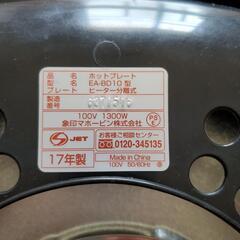 品名 ホットプレート
型名 EA-BD10 型
プレート ヒーター分離式
製造番号
100V 1300W
象印マホービン株式会社
PS E
S JET
お客様ご相談センター
0120-345135
17年製
Made in China
100V 50/60Hz